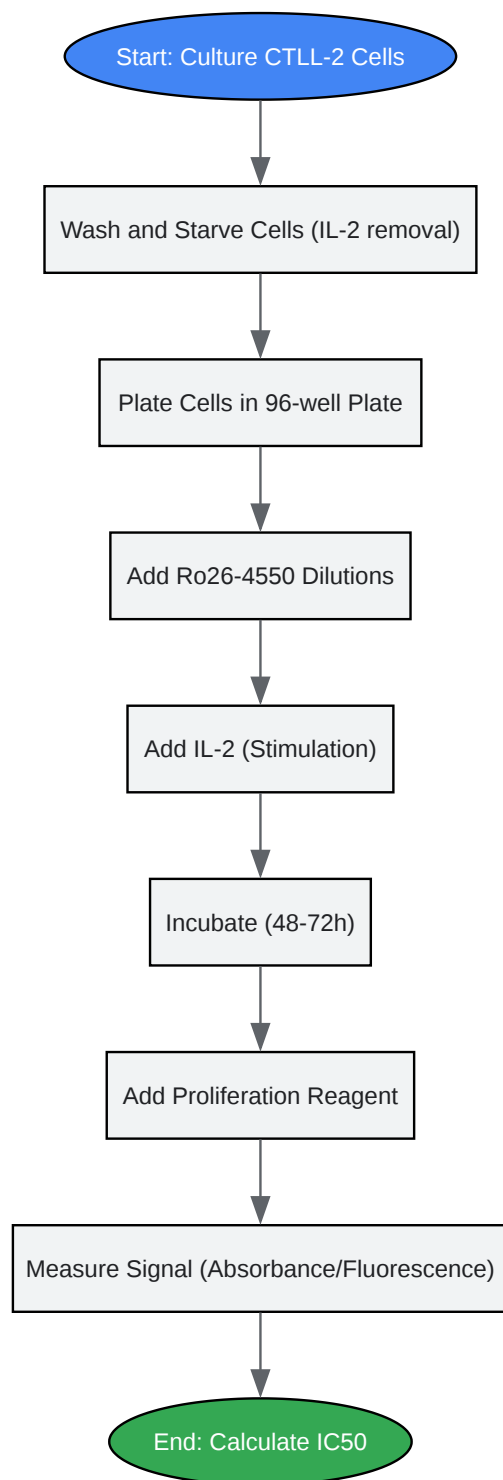 Start: Culture CTLL-2 Cells
Wash and Starve Cells (IL-2 removal)
Plate Cells in 96-well Plate
Add Ro26-4550 Dilutions
Add IL-2 (Stimulation)
Incubate (48-72h)
Add Proliferation Reagent
Measure Signal (Absorbance/Fluorescence)
End: Calculate IC50